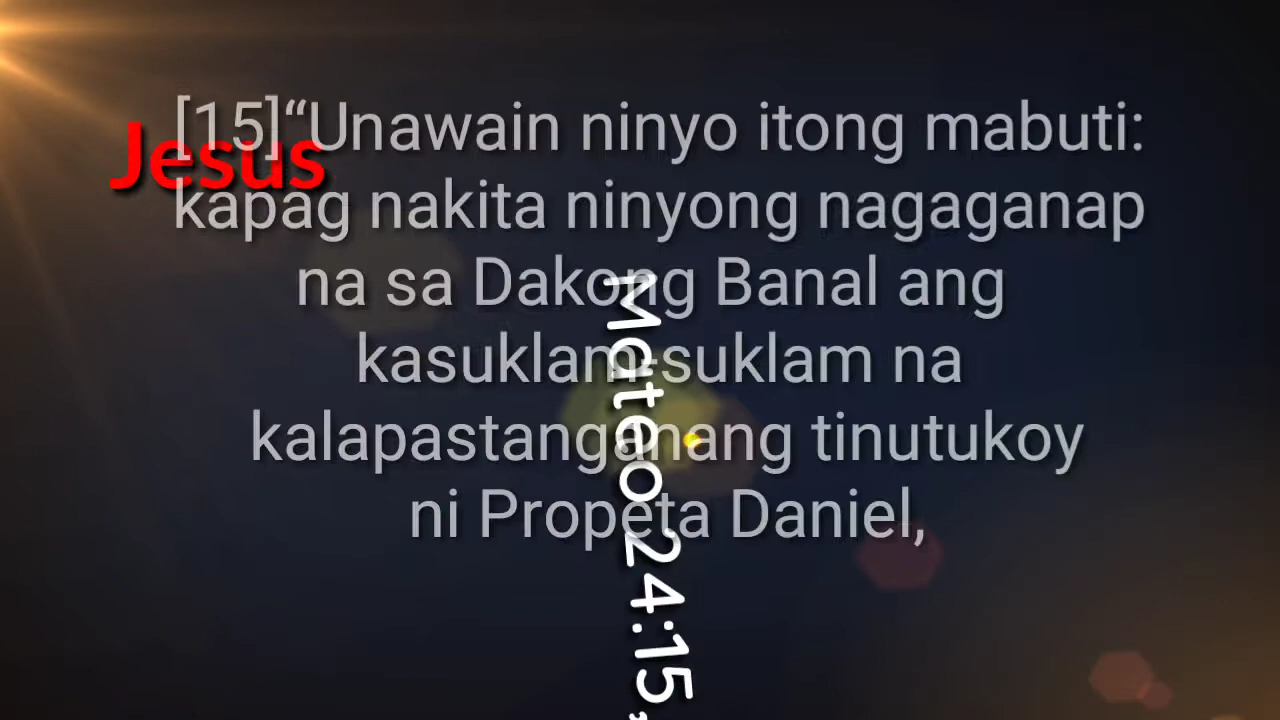 [15]“Unawain ninyo itong mabuti:
Jesus
kapag nakita ninyong nagaganap
na sa Dakong Banal ang
kasuklam-suklam na
kalapastanganang tinutukoy
ni Propeta Daniel,
Mateo 24:15,